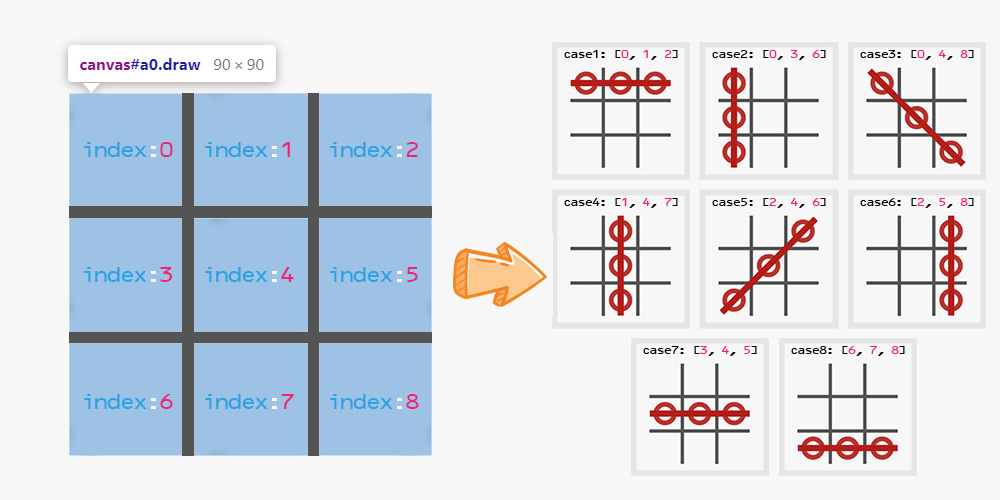 canvas#a0.draw 90 × 90
index:0 index:1 index:2
index:3 index:4 index:5
index:6 index:7 index:8
case1: [0, 1, 2]
case2: [0, 3, 6]
case3: [0, 4, 8]
case4: [1, 4, 7]
case5: [2, 4, 6]
case6: [2, 5, 8]
case7: [3, 4, 5]
case8: [6, 7, 8]